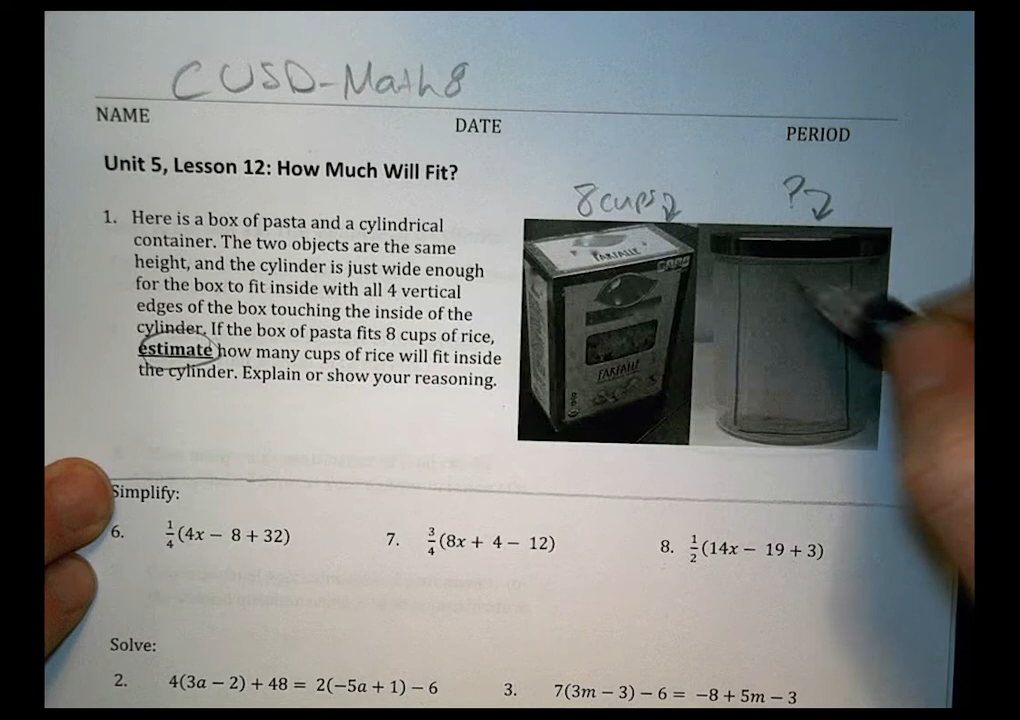 CUSD-Math8
NAME
DATE
PERIOD
Unit 5, Lesson 12: How Much Will Fit?
8 cups
?
1. Here is a box of pasta and a cylindrical
container. The two objects are the same
height, and the cylinder is just wide enough
for the box to fit inside with all 4 vertical
edges of the box touching the inside of the
cylinder. If the box of pasta fits 8 cups of rice,
estimate how many cups of rice will fit inside
the cylinder. Explain or show your reasoning.
FARFALLE
FARFALLE
Simplify:
6. 1/4(4x − 8 + 32)
7. 3/4(8x + 4 − 12)
8. 1/2(14x − 19 + 3)
Solve:
2. 4(3a − 2) + 48 = 2(−5a + 1) − 6
3. 7(3m − 3) − 6 = −8 + 5m − 3